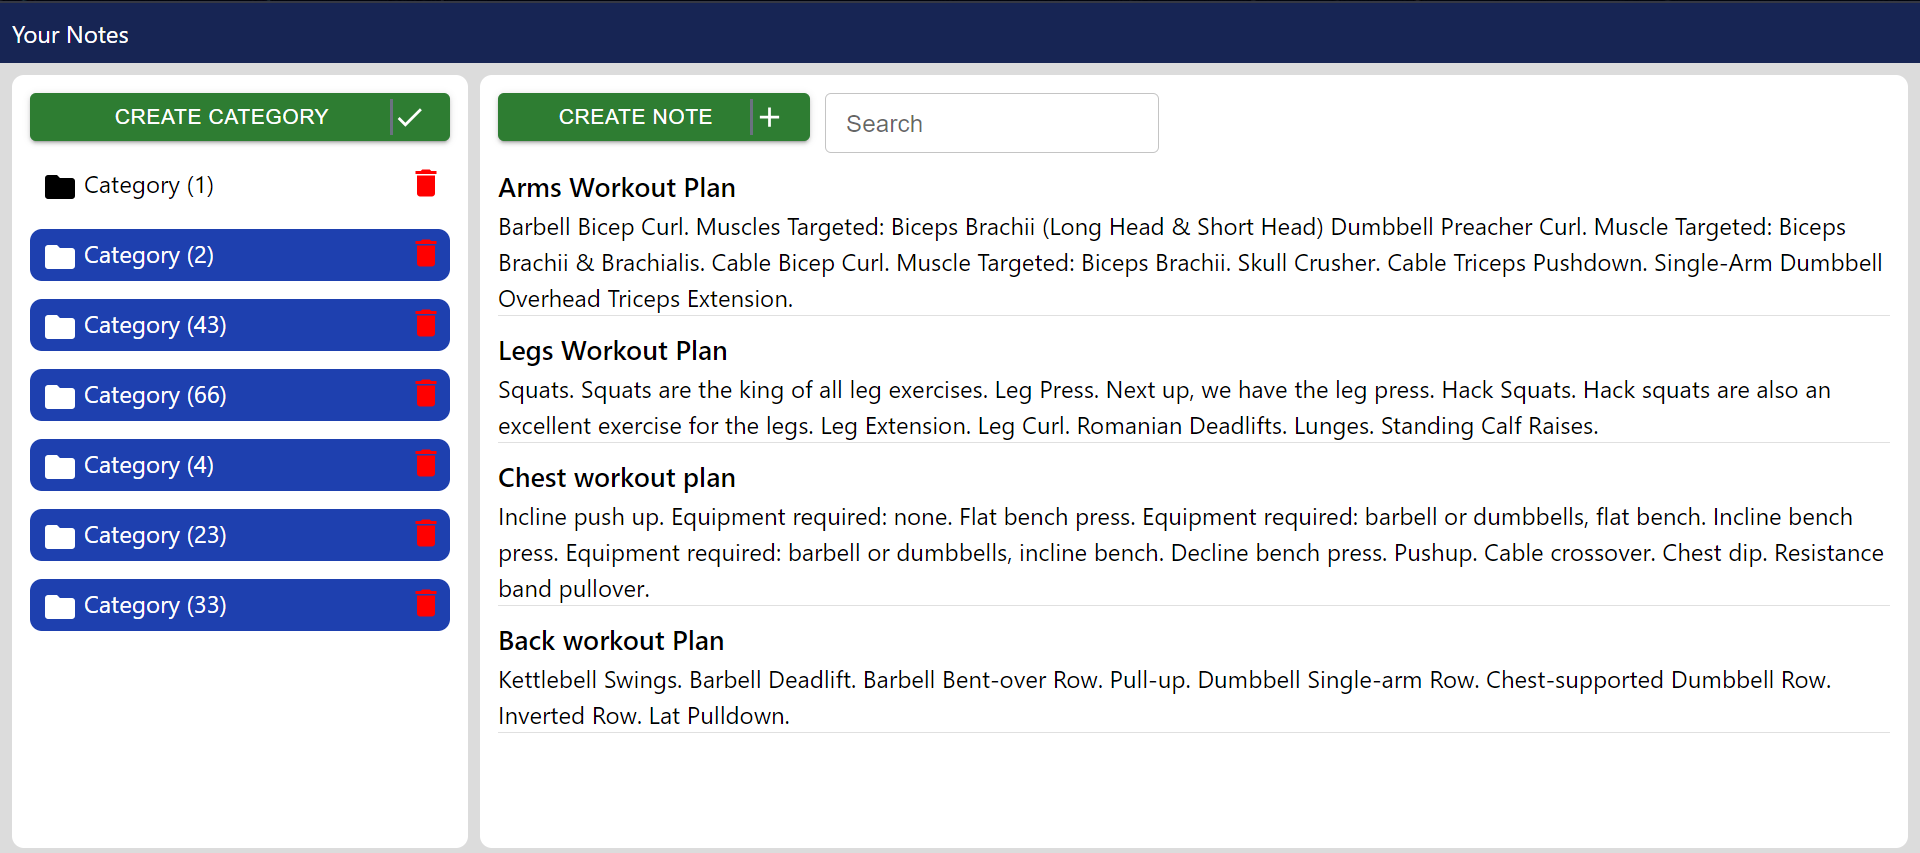 Your Notes
CREATE CATEGORY
Category (1)
Category (2)
Category (43)
Category (66)
Category (4)
Category (23)
Category (33)
CREATE NOTE
Search
Arms Workout Plan
Barbell Bicep Curl. Muscles Targeted: Biceps Brachii (Long Head & Short Head) Dumbbell Preacher Curl. Muscle Targeted: Biceps
Brachii & Brachialis. Cable Bicep Curl. Muscle Targeted: Biceps Brachii. Skull Crusher. Cable Triceps Pushdown. Single-Arm Dumbbell
Overhead Triceps Extension.
Legs Workout Plan
Squats. Squats are the king of all leg exercises. Leg Press. Next up, we have the leg press. Hack Squats. Hack squats are also an
excellent exercise for the legs. Leg Extension. Leg Curl. Romanian Deadlifts. Lunges. Standing Calf Raises.
Chest workout plan
Incline push up. Equipment required: none. Flat bench press. Equipment required: barbell or dumbbells, flat bench. Incline bench
press. Equipment required: barbell or dumbbells, incline bench. Decline bench press. Pushup. Cable crossover. Chest dip. Resistance
band pullover.
Back workout Plan
Kettlebell Swings. Barbell Deadlift. Barbell Bent-over Row. Pull-up. Dumbbell Single-arm Row. Chest-supported Dumbbell Row.
Inverted Row. Lat Pulldown.